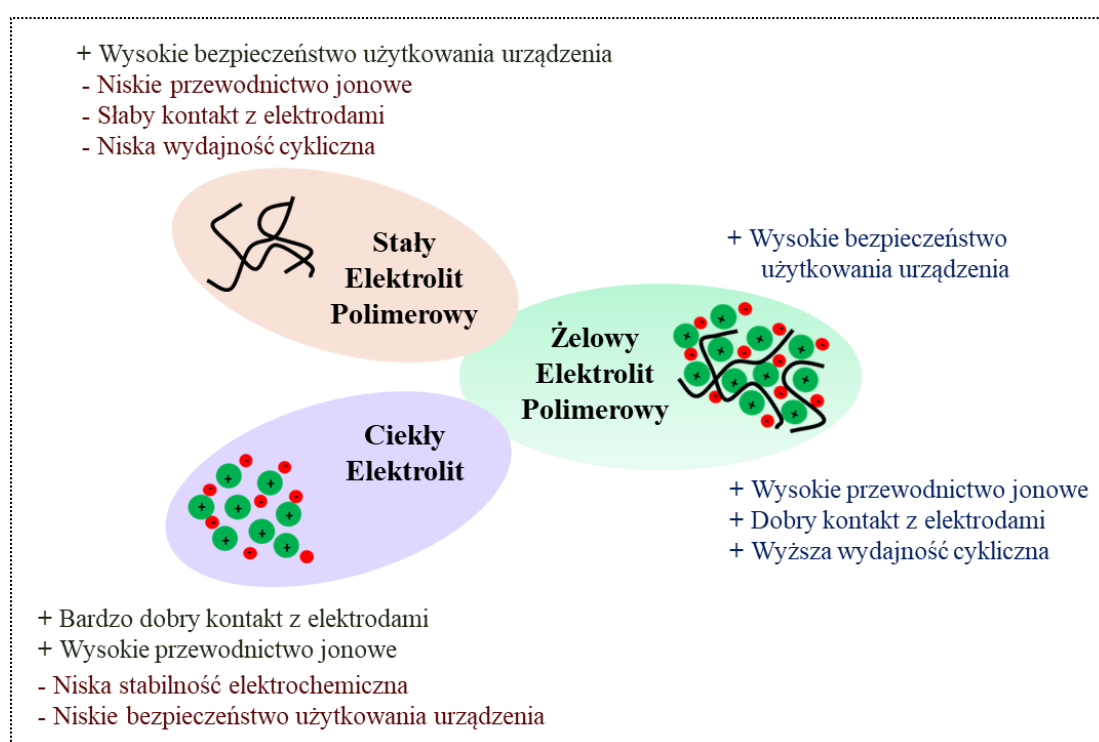 + Wysokie bezpieczeństwo użytkowania urządzenia
- Niskie przewodnictwo jonowe
- Słaby kontakt z elektrodami
- Niska wydajność cykliczna
Stały
Elektrolit
Polimerowy
+ Wysokie bezpieczeństwo
użytkowania urządzenia
Żelowy
Elektrolit
Polimerowy
Ciekły
Elektrolit
+ Wysokie przewodnictwo jonowe
+ Dobry kontakt z elektrodami
+ Wyższa wydajność cykliczna
+ Bardzo dobry kontakt z elektrodami
+ Wysokie przewodnictwo jonowe
- Niska stabilność elektrochemiczna
- Niskie bezpieczeństwo użytkowania urządzenia